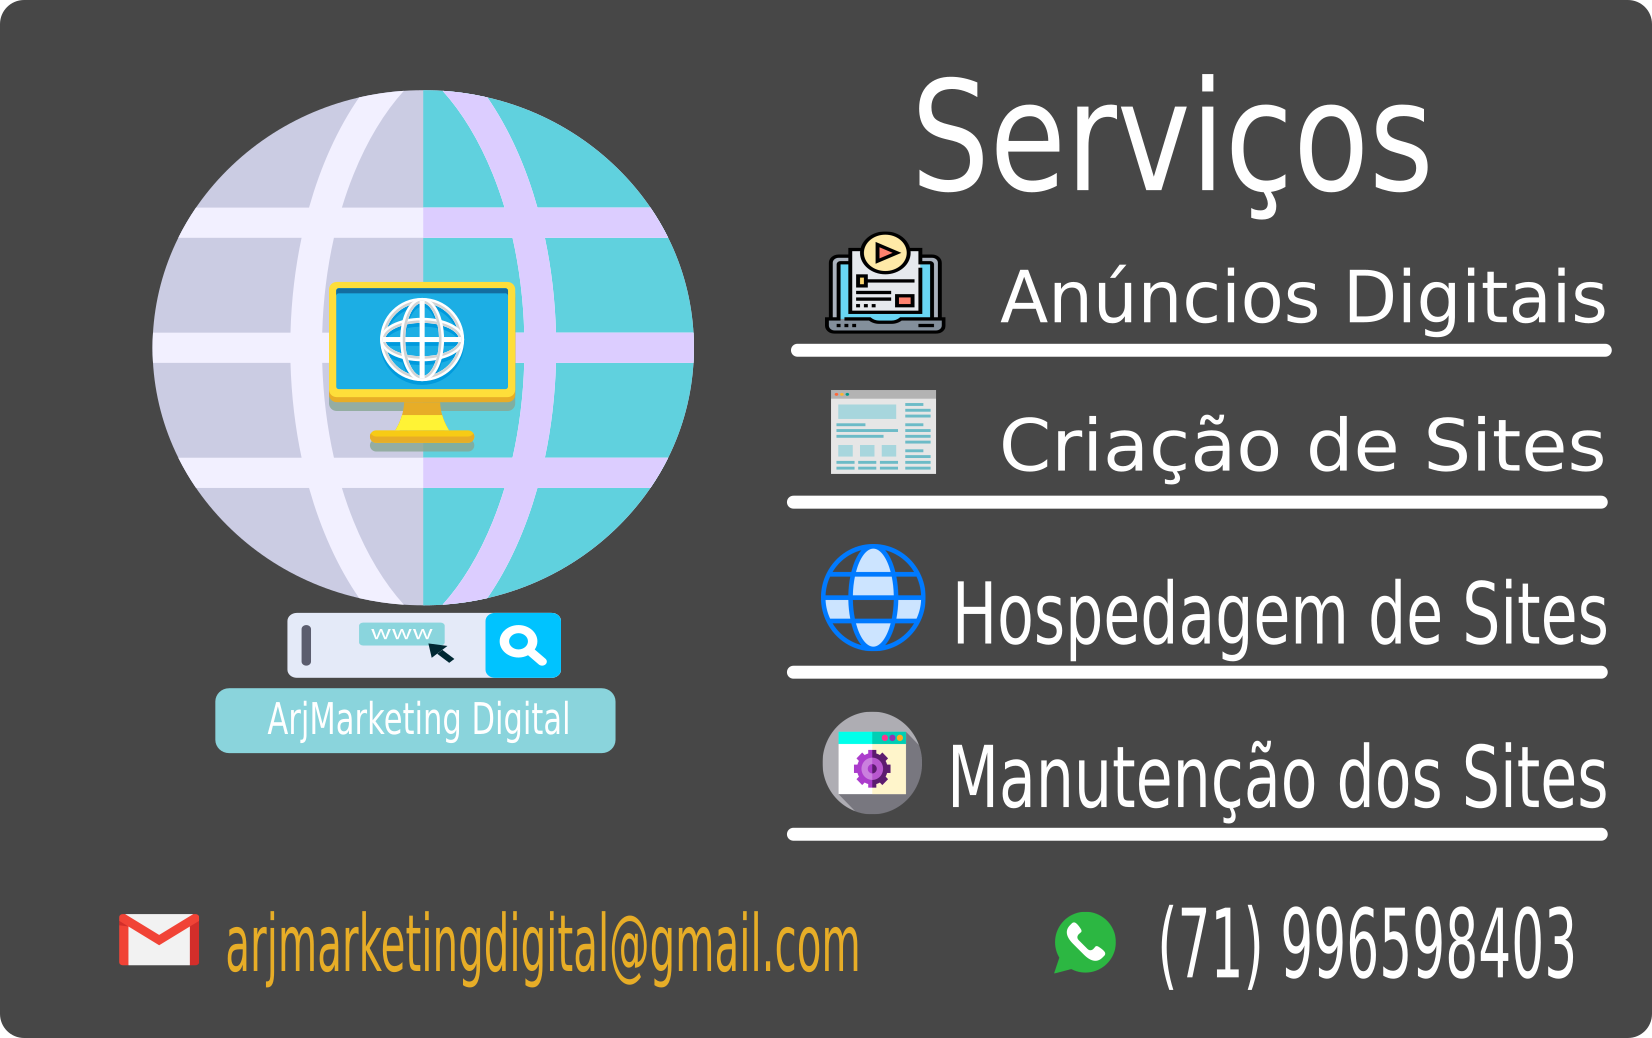 Serviços
Anúncios Digitais
Criação de Sites
Hospedagem de Sites
Manutenção dos Sites
www
ArjMarketing Digital
arjmarketingdigital@gmail.com
(71) 996598403